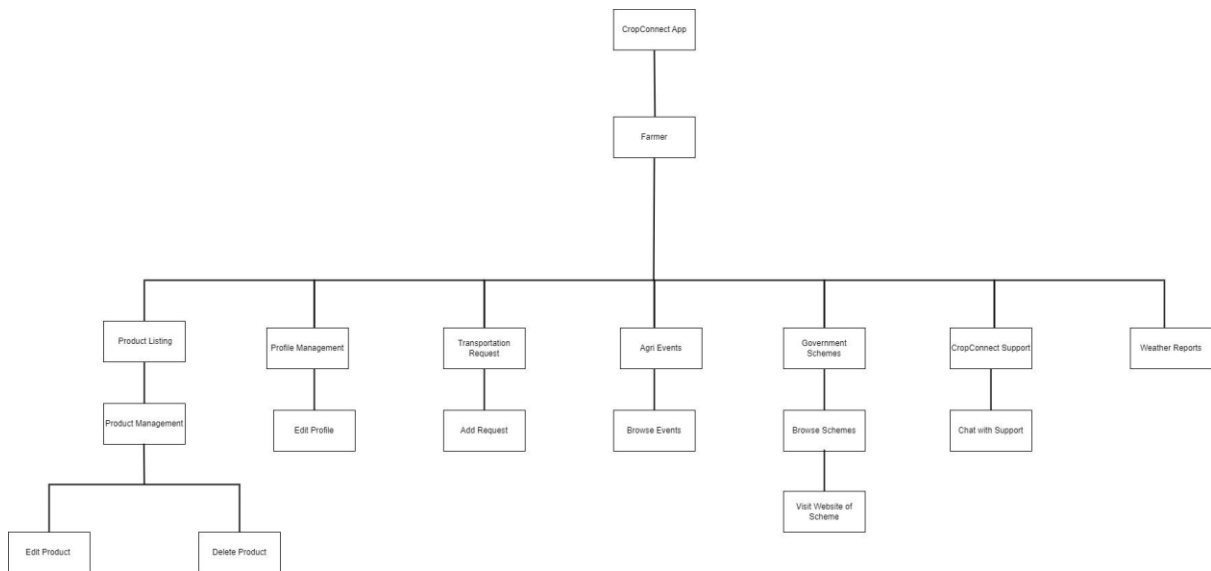 CropConnect App
Farmer
Product Listing
Profile Management
Transportation
Request
Agri Events
Government
Schemes
CropConnect Support
Weather Reports
Product Management
Edit Profile
Add Request
Browse Events
Browse Schemes
Chat with Support
Visit Website of
Scheme
Edit Product
Delete Product